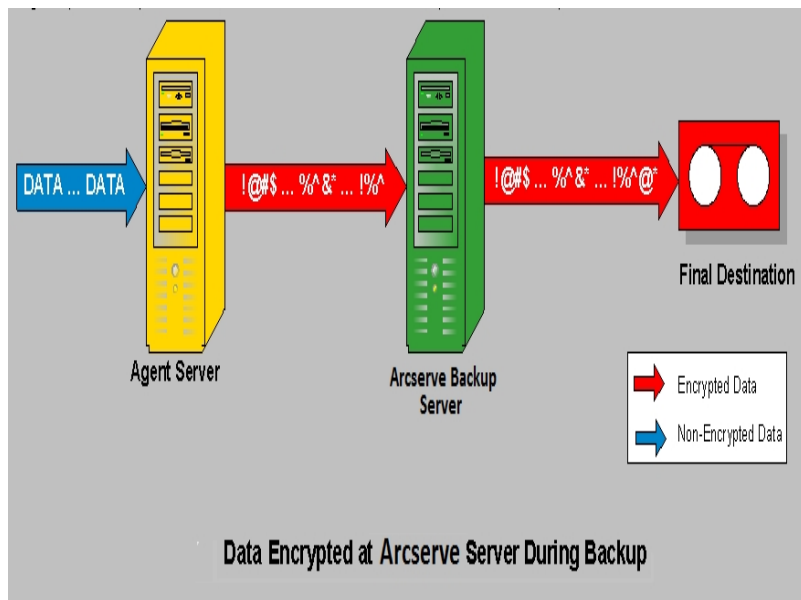 DATA ... DATA
!@#$ ... %^ &* ... !%^
!@#$ ... %^ &* ... !%^@*
Final Destination
Agent Server
Arcserve Backup
Server
Encrypted Data
Non-Encrypted Data
Data Encrypted at Arcserve Server During Backup